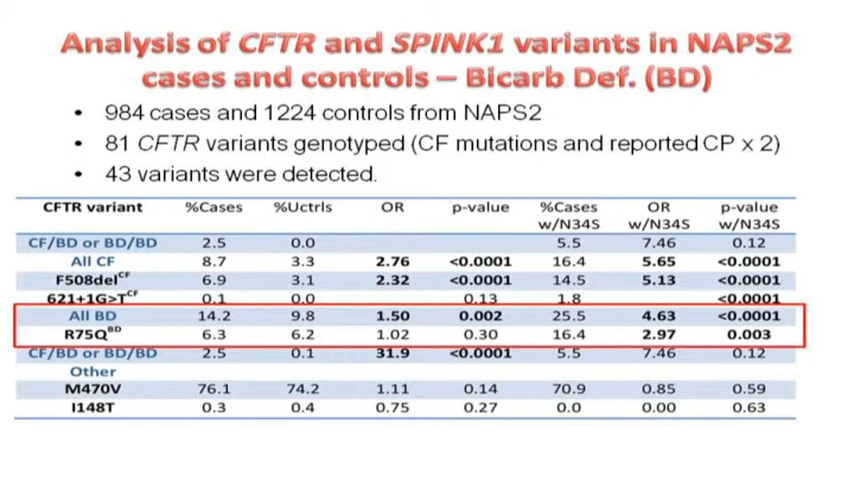 Analysis of CFTR and SPINK1 variants in NAPS2
cases and controls – Bicarb Def. (BD)
• 984 cases and 1224 controls from NAPS2
• 81 CFTR variants genotyped (CF mutations and reported CP x 2)
• 43 variants were detected.
CFTR variant %Cases %Uctrls OR p-value %Cases w/N34S OR w/N34S p-value w/N34S
CF/BD or BD/BD 2.5 0.0 5.5 7.46 0.12
All CF 8.7 3.3 2.76 <0.0001 16.4 5.65 <0.0001
F508delCF 6.9 3.1 2.32 <0.0001 14.5 5.13 <0.0001
621+1G>TCF 0.1 0.0 0.13 1.8 <0.0001
All BD 14.2 9.8 1.50 0.002 25.5 4.63 <0.0001
R75QBD 6.3 6.2 1.02 0.30 16.4 2.97 0.003
CF/BD or BD/BD 2.5 0.1 31.9 <0.0001 5.5 7.46 0.12
Other
M470V 76.1 74.2 1.11 0.14 70.9 0.85 0.59
I148T 0.3 0.4 0.75 0.27 0.0 0.00 0.63